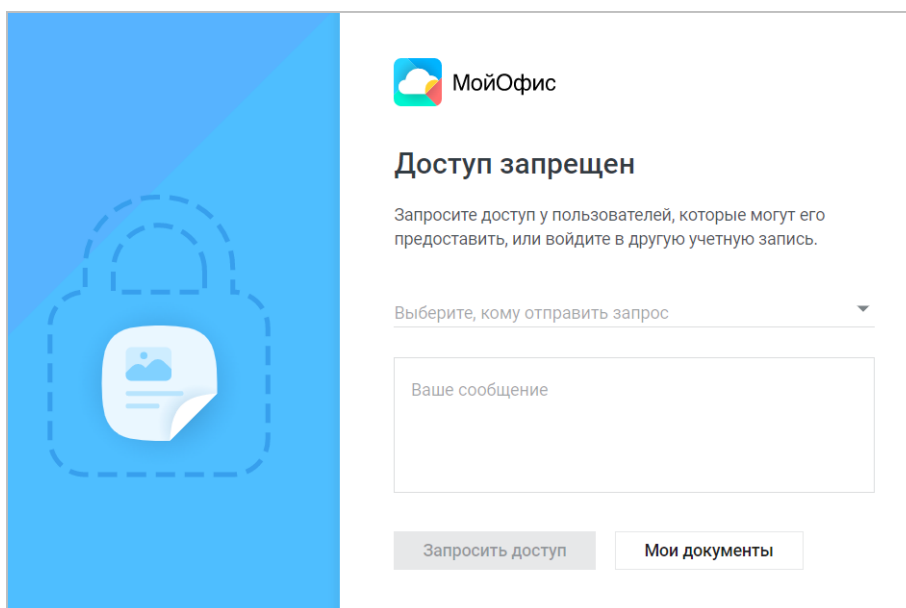 МойОфис
Доступ запрещен
Запросите доступ у пользователей, которые могут его
предоставить, или войдите в другую учетную запись.
Выберите, кому отправить запрос
Ваше сообщение
Запросить доступ
Мои документы